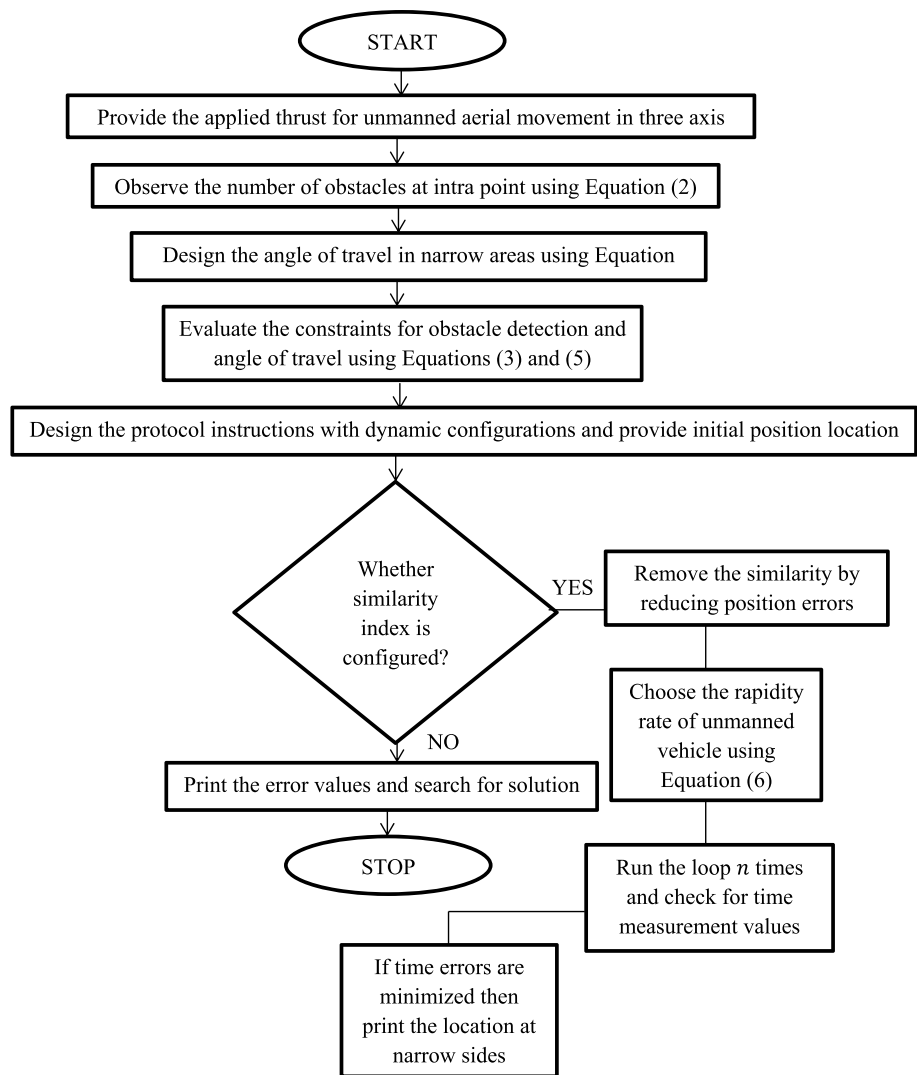 START
Provide the applied thrust for unmanned aerial movement in three axis
Observe the number of obstacles at intra point using Equation (2)
Design the angle of travel in narrow areas using Equation
Evaluate the constraints for obstacle detection and
angle of travel using Equations (3) and (5)
Design the protocol instructions with dynamic configurations and provide initial position location
Whether
similarity
index is
configured?
YES
Remove the similarity by
reducing position errors
Choose the rapidity
rate of unmanned
vehicle using
Equation (6)
NO
Print the error values and search for solution
STOP
Run the loop n times
and check for time
measurement values
If time errors are
minimized then
print the location at
narrow sides